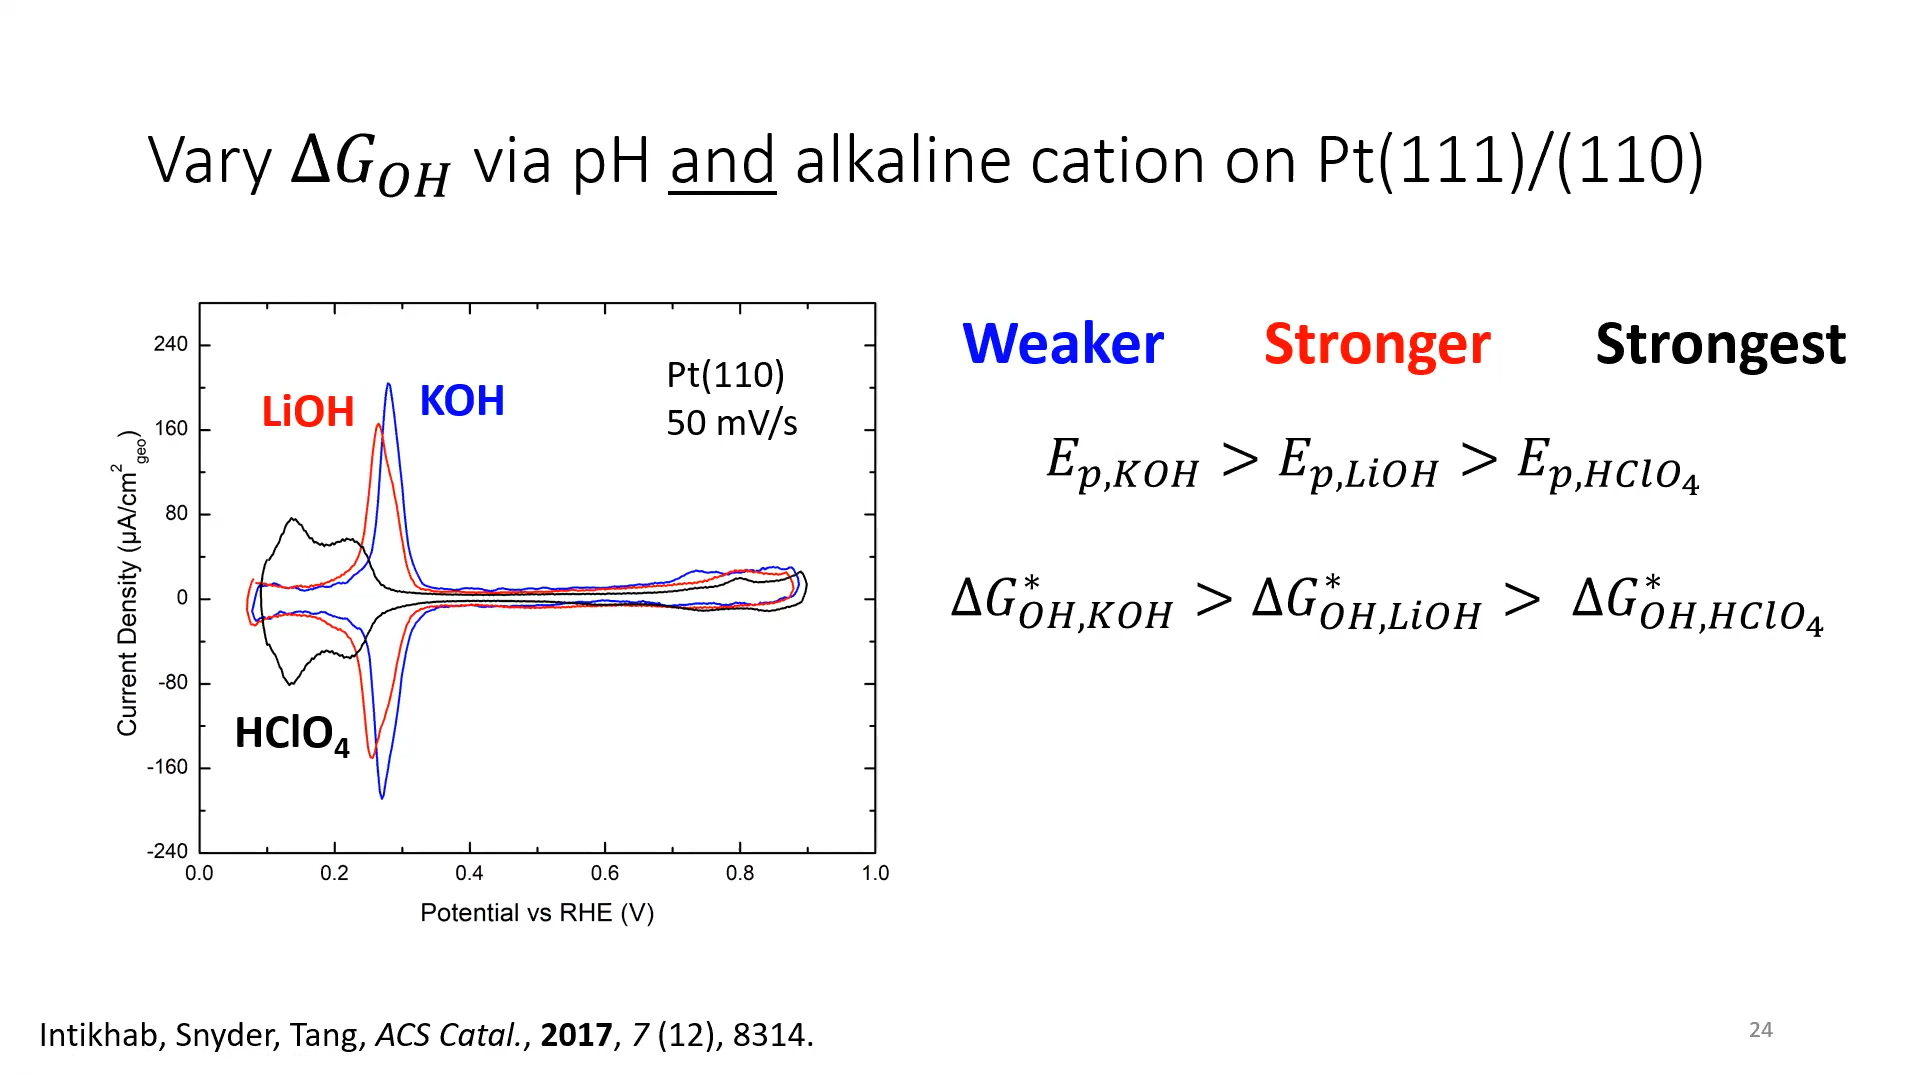 Vary ΔG_OH via pH and alkaline cation on Pt(111)/(110)
240
160
80
0
-80
-160
-240
0.0 0.2 0.4 0.6 0.8 1.0
Current Density (µA/cm²geo)
Potential vs RHE (V)
LiOH
KOH
HClO₄
Pt(110)
50 mV/s
Weaker Stronger Strongest
E_p,KOH > E_p,LiOH > E_p,HClO₄
ΔG*_OH,KOH > ΔG*_OH,LiOH > ΔG*_OH,HClO₄
Intikhab, Snyder, Tang, ACS Catal., 2017, 7 (12), 8314.
24